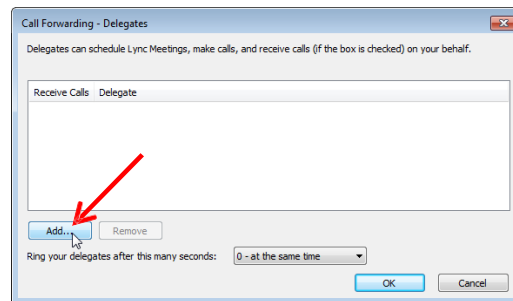 Call Forwarding - Delegates
Delegates can schedule Lync Meetings, make calls, and receive calls (if the box is checked) on your behalf.
Receive Calls Delegate
Add... Remove
Ring your delegates after this many seconds: 0 - at the same time
OK Cancel